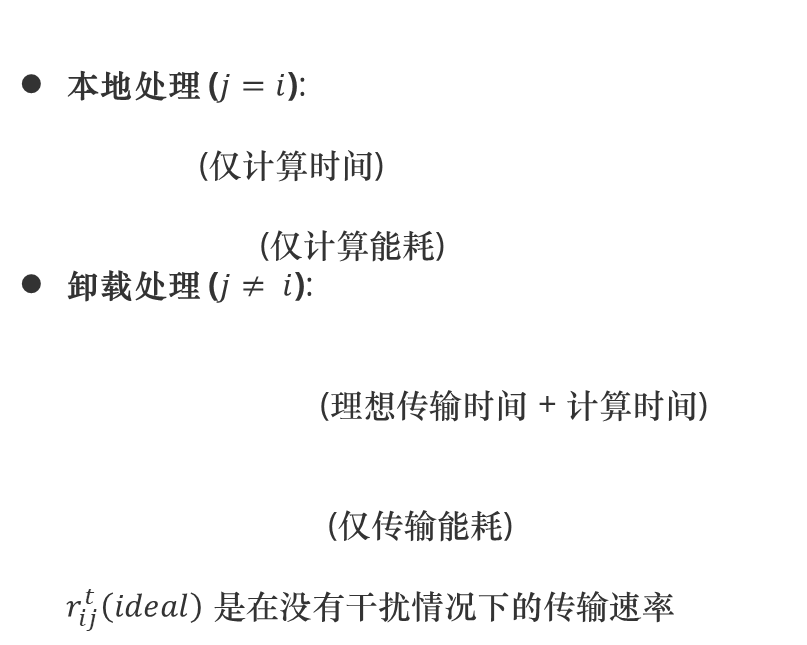 ● 本地处理 (j = i):
(仅计算时间)
(仅计算能耗)
● 卸载处理 (j ≠ i):
(理想传输时间 + 计算时间)
(仅传输能耗)
r_{ij}^{t}(ideal) 是在没有干扰情况下的传输速率